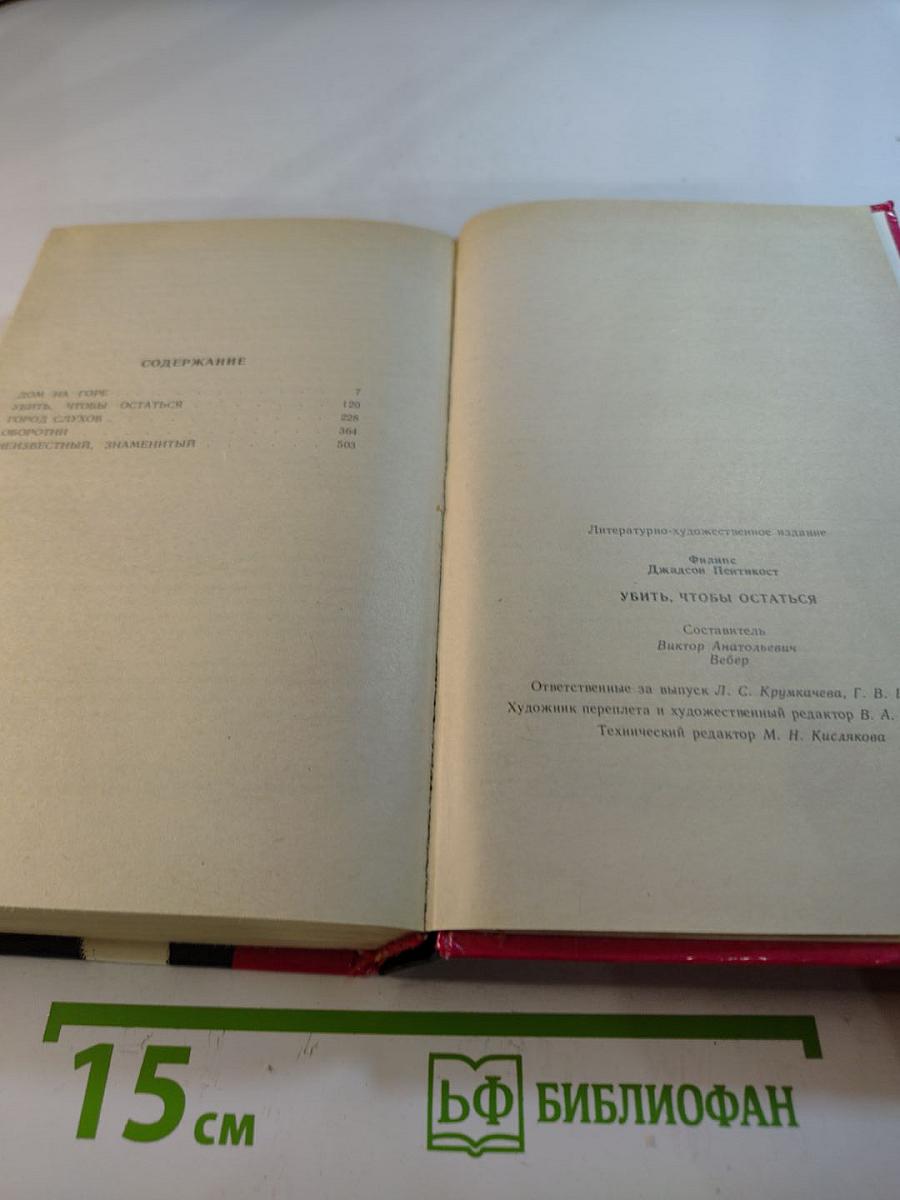 СОДЕРЖАНИЕ
ДОМ НА ГОРЕ 7
УБИТЬ, ЧТОБЫ ОСТАТЬСЯ 120
ГОРОД СЛУХОВ 228
ОБОРОТНИ 364
НЕИЗВЕСТНЫЙ, ЗНАМЕНИТЫЙ 503
Литературно-художественное издание
Филипс
Джадсон Пентикост
УБИТЬ, ЧТОБЫ ОСТАТЬСЯ
Составитель
Виктор Анатольевич
Вебер
Ответственные за выпуск Л. С. Крумкачева, Г. В.
Художник переплета и художественный редактор В. А.
Технический редактор М. Н. Кислякова
15 см
БФ БИБЛИОФАН